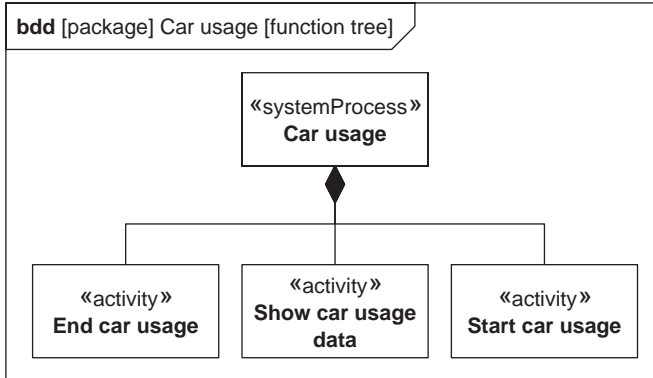 bdd [package] Car usage [function tree]
«systemProcess»
Car usage
«activity»
End car usage
«activity»
Show car usage
data
«activity»
Start car usage